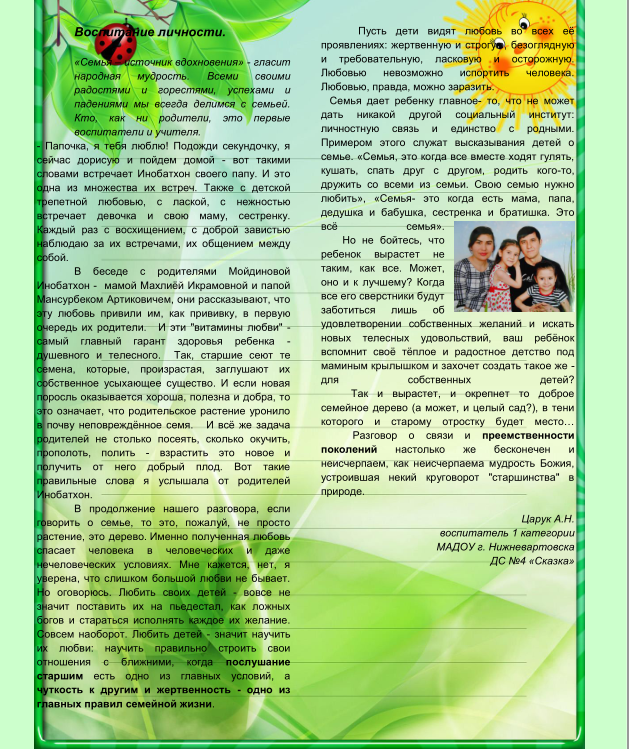 Воспитание личности.
«Семья - источник вдохновения» - гласит
народная мудрость. Всеми своими
радостями и горестями, успехами и
падениями мы всегда делимся с семьей.
Кто, как ни родители, это первые
воспитатели и учителя.
- Папочка, я тебя люблю! Подожди секундочку, я
сейчас дорисую и пойдем домой - вот такими
словами встречает Инобатхон своего папу. И это
одна из множества их встреч. Также с детской
трепетной любовью, с лаской, с нежностью
встречает девочка и свою маму, сестренку.
Каждый раз с восхищением, с доброй завистью
наблюдаю за их встречами, их общением между
собой.
В беседе с родителями Мойдиновой
Инобатхон - мамой Махлиёй Икрамовной и папой
Мансурбеком Артиковичем, они рассказывают, что
эту любовь привили им, как прививку, в первую
очередь их родители. И эти "витамины любви" -
самый главный гарант здоровья ребенка -
душевного и телесного. Так, старшие сеют те
семена, которые, произрастая, заглушают их
собственное усыхающее существо. И если новая
поросль оказывается хороша, полезна и добра, то
это означает, что родительское растение уронило
в почву неповреждённое семя. И всё же задача
родителей не столько посеять, сколько окучить,
прополоть, полить - взрастить это новое и
получить от него добрый плод. Вот такие
правильные слова я услышала от родителей
Инобатхон.
В продолжение нашего разговора, если
говорить о семье, то это, пожалуй, не просто
растение, это дерево. Именно полученная любовь
спасает человека в человеческих и даже
нечеловеческих условиях. Мне кажется, нет, я
уверена, что слишком большой любви не бывает.
Но оговорюсь. Любить своих детей - вовсе не
значит поставить их на пьедестал, как ложных
богов и стараться исполнять каждое их желание.
Совсем наоборот. Любить детей - значит научить
их любви: научить правильно строить свои
отношения с ближними, когда послушание
старшим есть одно из главных условий, а
чуткость к другим и жертвенность - одно из
главных правил семейной жизни.
Пусть дети видят любовь во всех её
проявлениях: жертвенную и строгую, безоглядную
и требовательную, ласковую и осторожную.
Любовью невозможно испортить человека.
Любовью, правда, можно заразить.
Семья дает ребенку главное- то, что не может
дать никакой другой социальный институт:
личностную связь и единство с родными.
Примером этого служат высказывания детей о
семье. «Семья, это когда все вместе ходят гулять,
кушать, спать друг с другом, родить кого-то,
дружить со всеми из семьи. Свою семью нужно
любить», «Семья- это когда есть мама, папа,
дедушка и бабушка, сестренка и братишка. Это
всё семья».
Но не бойтесь, что
ребенок вырастет не
таким, как все. Может,
оно и к лучшему? Когда
все его сверстники будут
заботиться лишь об
удовлетворении собственных желаний и искать
новых телесных удовольствий, ваш ребёнок
вспомнит своё тёплое и радостное детство под
маминым крылышком и захочет создать такое же -
для собственных детей?
Так и вырастет, и окрепнет то доброе
семейное дерево (а может, и целый сад?), в тени
которого и старому отростку будет место…
Разговор о связи и преемственности
поколений настолько же бесконечен и
неисчерпаем, как неисчерпаема мудрость Божия,
устроившая некий круговорот "старшинства" в
природе.
Царук А.Н.
воспитатель 1 категории
МАДОУ г. Нижневартовска
ДС №4 «Сказка»